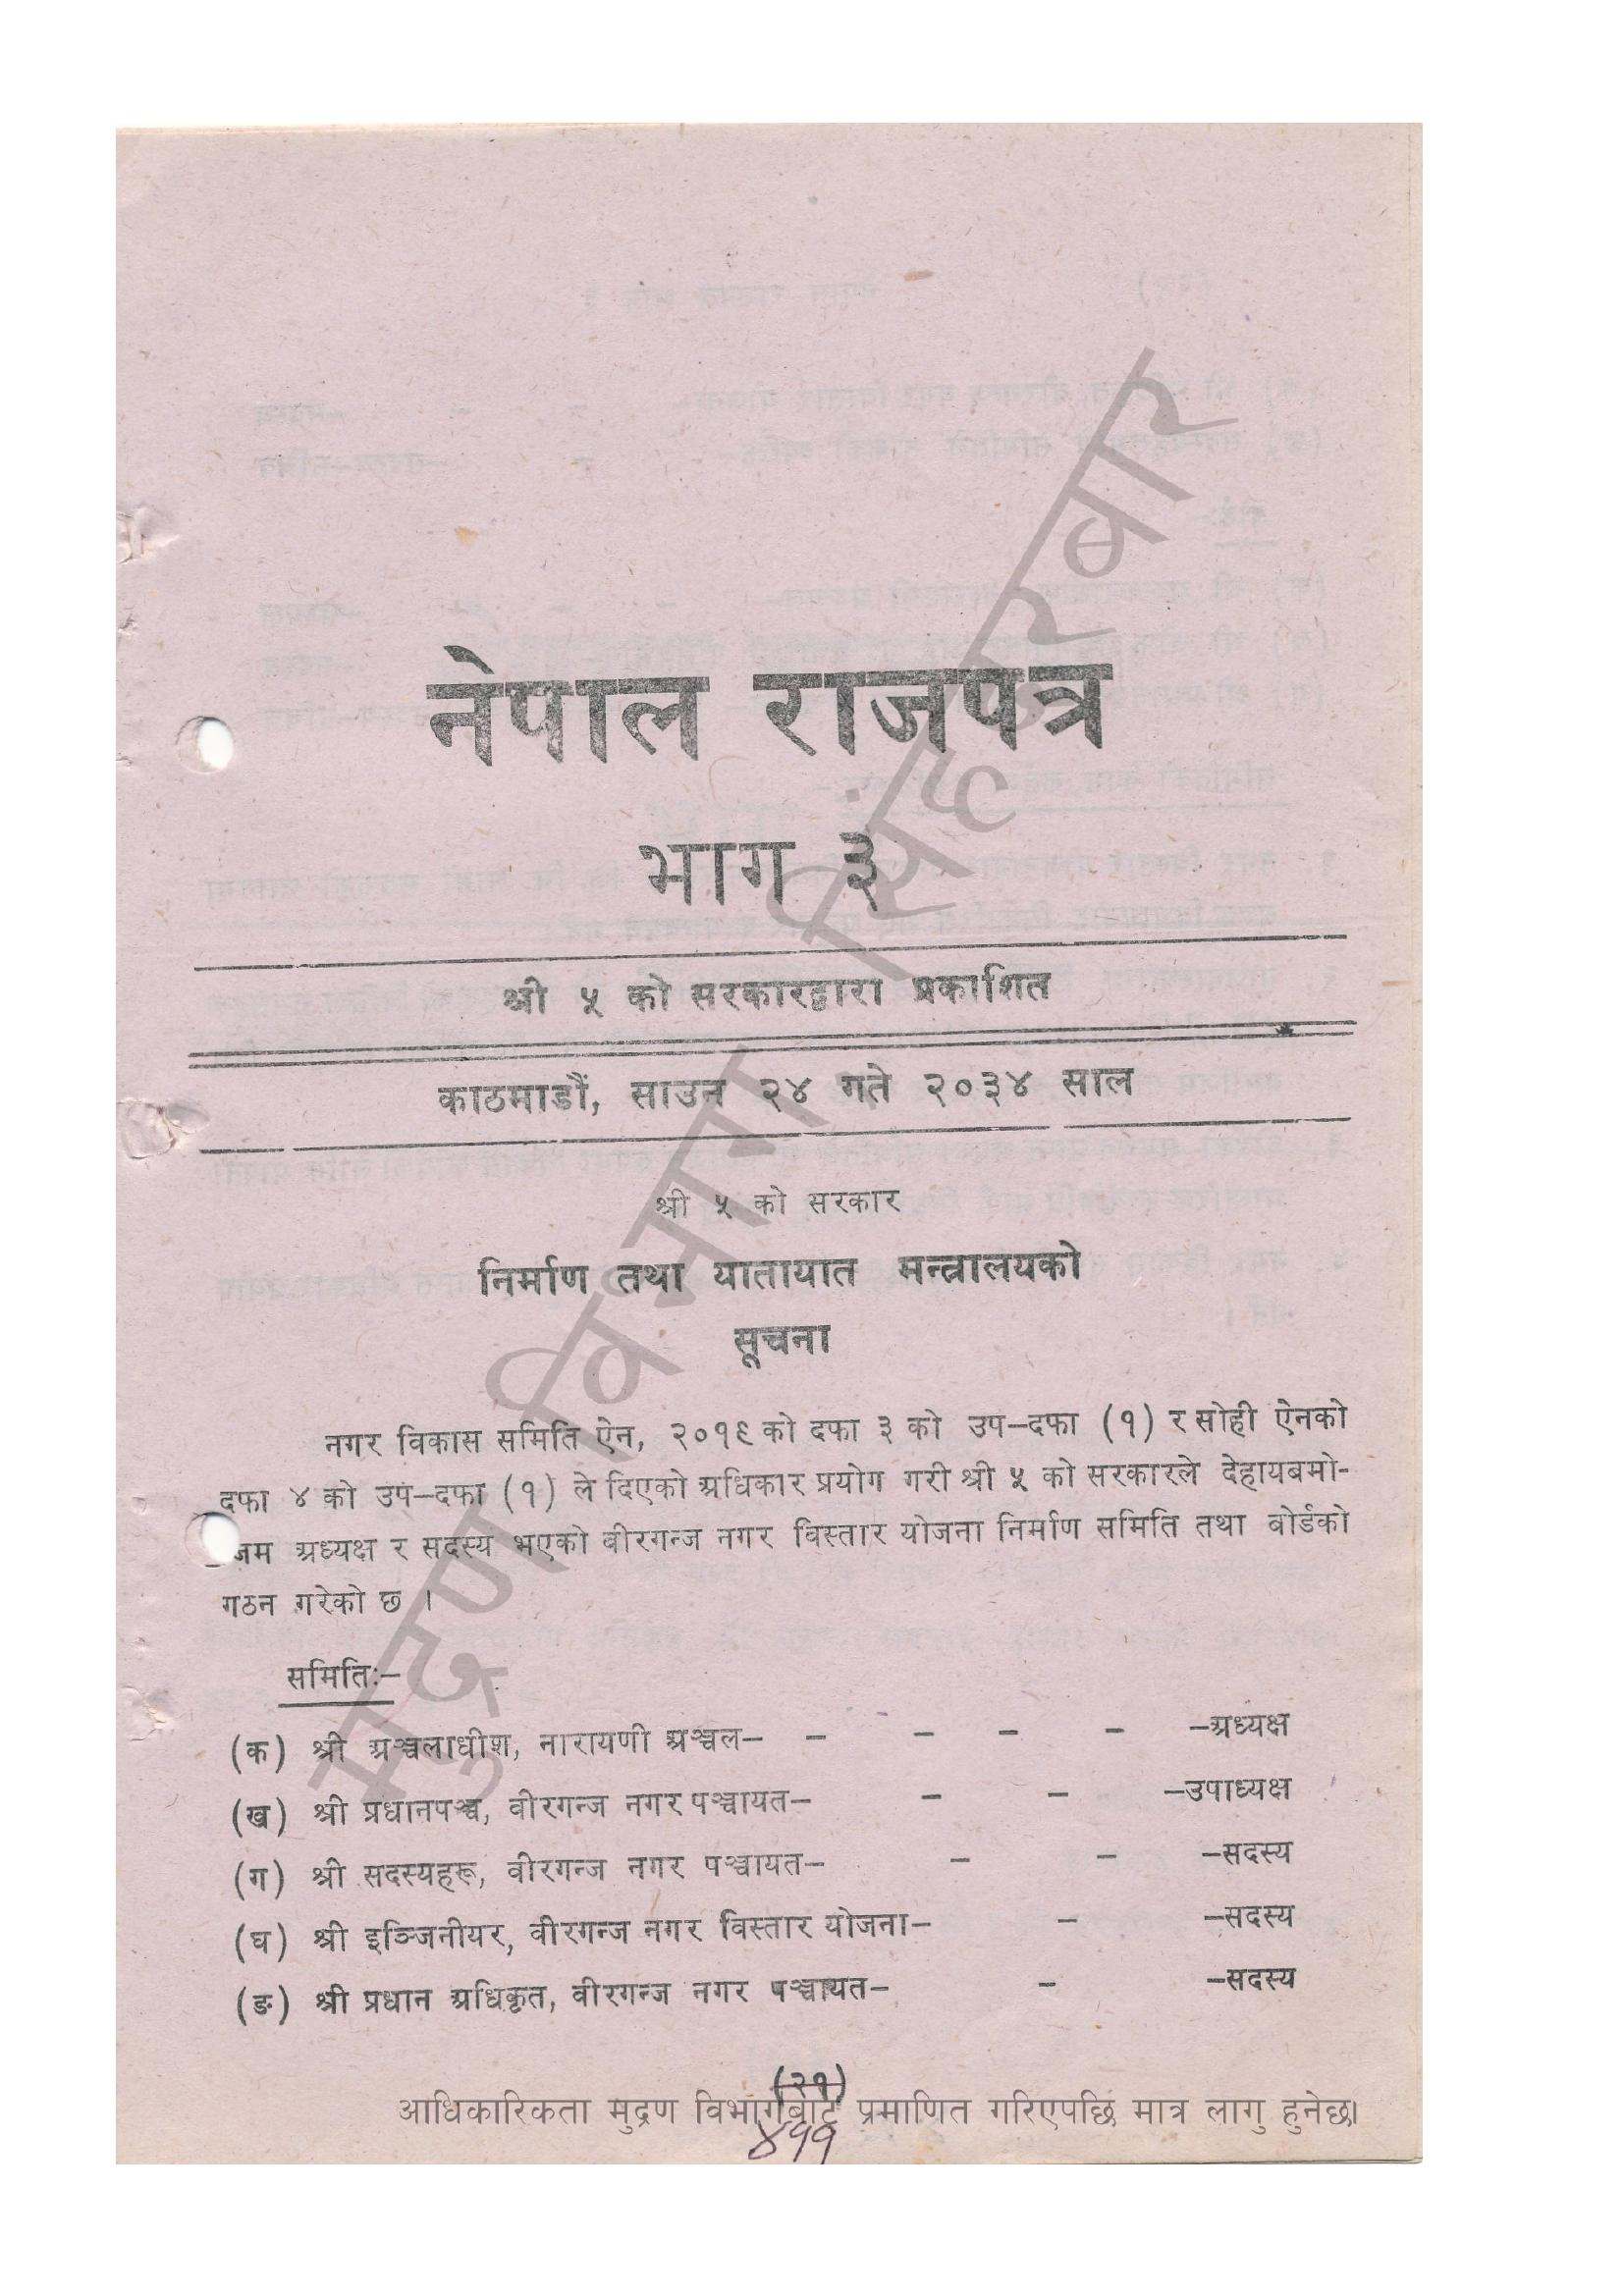 नेपाल राजपत्र
भाग ३
श्री ५ को सरकारद्वारा प्रकाशित
काठमाडौं, साउन २४ गते २०३४ साल
श्री ५ को सरकार
निर्माण तथा यातायात मन्त्रालयको
सूचना
नगर विकास समिति ऐन, २०१९ को दफा ३ को उप-दफा (१) र सोही ऐनको
दफा ४ को उप-दफा (१) ले दिएको अधिकार प्रयोग गरी श्री ५ को सरकारले देहायबमो-
जिम अध्यक्ष र सदस्य भएको वीरगन्ज नगर विस्तार योजना निर्माण समिति तथा बोर्डको
गठन गरेको छ ।
समितिः-
(क) श्री अञ्चलाधीश, नारायणी अञ्चल- - - - - -अध्यक्ष
(ख) श्री प्रधानपञ्च, वीरगन्ज नगर पञ्चायत- - - -उपाध्यक्ष
(ग) श्री सदस्यहरू, वीरगन्ज नगर पञ्चायत- - - -सदस्य
(घ) श्री इञ्जिनीयर, वीरगन्ज नगर विस्तार योजना- - -सदस्य
(ङ) श्री प्रधान अधिकृत, वीरगन्ज नगर पञ्चायत- - -सदस्य
(२१)
आधिकारिकता मुद्रण विभागबाट प्रमाणित गरिएपछि मात्र लागु हुनेछ।
४११
मुद्रण विभाग, सिंहदरबार